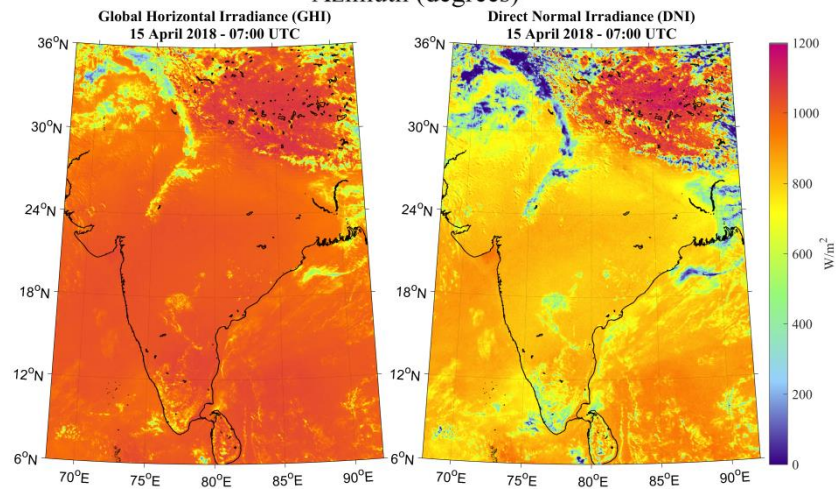 Azimuth (degrees)
Global Horizontal Irradiance (GHI)
15 April 2018 - 07:00 UTC
36°N
30°N
24°N
18°N
12°N
6°N
70°E 75°E 80°E 85°E 90°E
Direct Normal Irradiance (DNI)
15 April 2018 - 07:00 UTC
36°N
30°N
24°N
18°N
12°N
6°N
70°E 75°E 80°E 85°E 90°E
1200
1000
800
600
400
200
0
W/m²